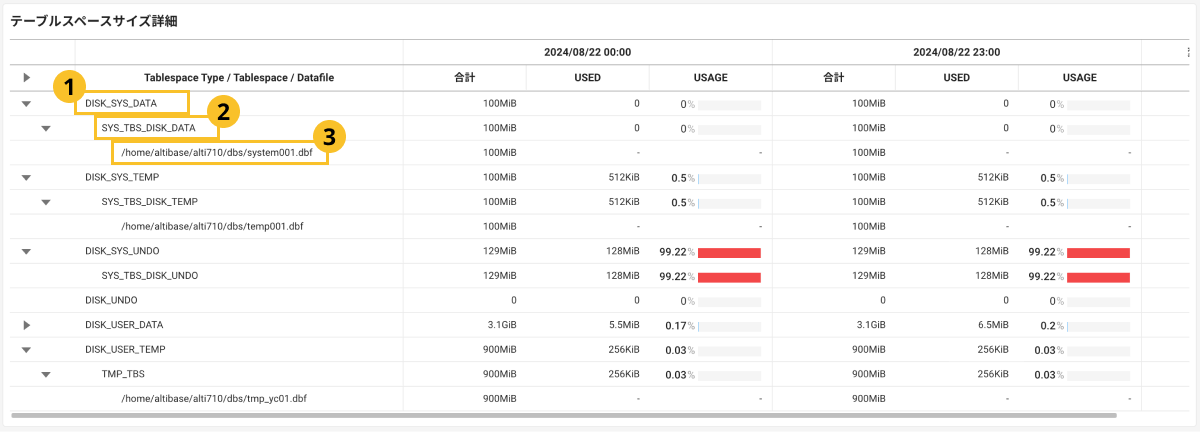 テーブルスペースサイズ詳細
2024/08/22 00:00 2024/08/22 23:00
Tablespace Type / Tablespace / Datafile 合計 USED USAGE 合計 USED USAGE
1 DISK_SYS_DATA 100MiB 0 0% 100MiB 0 0%
2 SYS_TBS_DISK_DATA 100MiB 0 0% 100MiB 0 0%
3 /home/altibase/alti710/dbs/system001.dbf 100MiB - - 100MiB - -
DISK_SYS_TEMP 100MiB 512KiB 0.5% 100MiB 512KiB 0.5%
SYS_TBS_DISK_TEMP 100MiB 512KiB 0.5% 100MiB 512KiB 0.5%
/home/altibase/alti710/dbs/temp001.dbf 100MiB - - 100MiB - -
DISK_SYS_UNDO 129MiB 128MiB 99.22% 129MiB 128MiB 99.22%
SYS_TBS_DISK_UNDO 129MiB 128MiB 99.22% 129MiB 128MiB 99.22%
DISK_UNDO 0 0 0% 0 0 0%
DISK_USER_DATA 3.1GiB 5.5MiB 0.17% 3.1GiB 6.5MiB 0.2%
DISK_USER_TEMP 900MiB 256KiB 0.03% 900MiB 256KiB 0.03%
TMP_TBS 900MiB 256KiB 0.03% 900MiB 256KiB 0.03%
/home/altibase/alti710/dbs/tmp_yc01.dbf 900MiB - - 900MiB - -